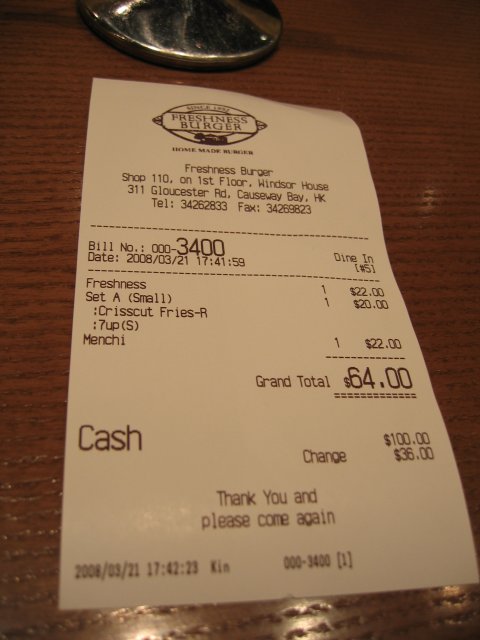 SINCE 1992
FRESHNESS
BURGER
HOME MADE BURGER
Freshness Burger
Shop 110, on 1st Floor, Windsor House
311 Gloucester Rd, Causeway Bay, HK
Tel: 34262833 Fax: 34269823
Bill No.: 000-3400
Date: 2008/03/21 17:41:59 Dine In
[#5]
Freshness 1 $22.00
Set A (Small) 1 $20.00
:Crisscut Fries-R
:7up(S)
Menchi 1 $22.00
Grand Total $64.00
Cash $100.00
Change $36.00
Thank You and
please come again
2008/03/21 17:42:23 Kin 000-3400 [1]